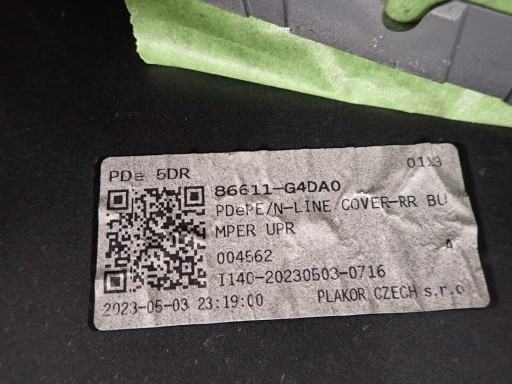 PDe 5DR
0113
86611-G4DA0
PDePE/N-LINE COVER-RR BU
MPER UPR
004562
A
I140-20230503-0716
2023-05-03 23:19:00
PLAKOR CZECH s.r.o